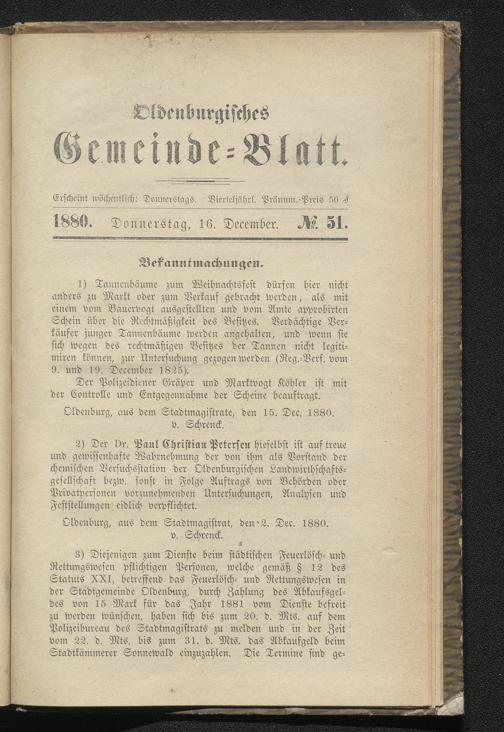 Oldenburgisches
Gemeinde=Blatt.
Erscheint wöchentlich: Donnerstags. Vierteljährl. Pränum.=Preis 50 ₰
1880. Donnerstag, 16. December. №. 51.
Bekanntmachungen.
1) Tannenbäume zum Weihnachtsfest dürfen hier nicht
anders zu Markt oder zum Verkauf gebracht werden, als mit
einem vom Bauervogt ausgestellten und vom Amte approbirten
Schein über die Rechtmäßigkeit des Besitzes. Verdächtige Ver=
käufer junger Tannenbäume werden angehalten, und wenn sie
sich wegen des rechtmäßigen Besitzes der Tannen nicht legiti=
miren können, zur Untersuchung gezogen werden (Reg.=Verf. vom
9. und 19. December 1825).
Der Polizeidiener Gräper und Marktvogt Köhler ist mit
der Controlle und Entgegennahme der Scheine beauftragt.
Oldenburg, aus dem Stadtmagistrate, den 15. Dec. 1880.
v. Schrenck.
2) Der Dr. Paul Christian Petersen hieselbst ist auf treue
und gewissenhafte Wahrnehmung der von ihm als Vorstand der
chemischen Versuchsstation der Oldenburgischen Landwirthschafts=
gesellschaft bezw. sonst in Folge Auftrags von Behörden oder
Privatpersonen vorzunehmenden Untersuchungen, Analysen und
Feststellungen eidlich verpflichtet.
Oldenburg, aus dem Stadtmagistrat, den 2. Dec. 1880.
v. Schrenck.
3) Diejenigen zum Dienste beim städtischen Feuerlösch= und
Rettungswesen pflichtigen Personen, welche gemäß § 12 des
Statuts XXI, betreffend das Feuerlösch= und Rettungswesen in
der Stadtgemeinde Oldenburg, durch Zahlung des Ablaufsgel=
des von 15 Mark für das Jahr 1881 vom Dienste befreit
zu werden wünschen, haben sich bis zum 20. d. Mts. auf dem
Polizeibureau des Stadtmagistrats zu melden und in der Zeit
vom 22. d. Mts. bis zum 31. d. Mts. das Ablaufgeld beim
Stadtkämmerer Sonnewald einzuzahlen. Die Termine sind ge=